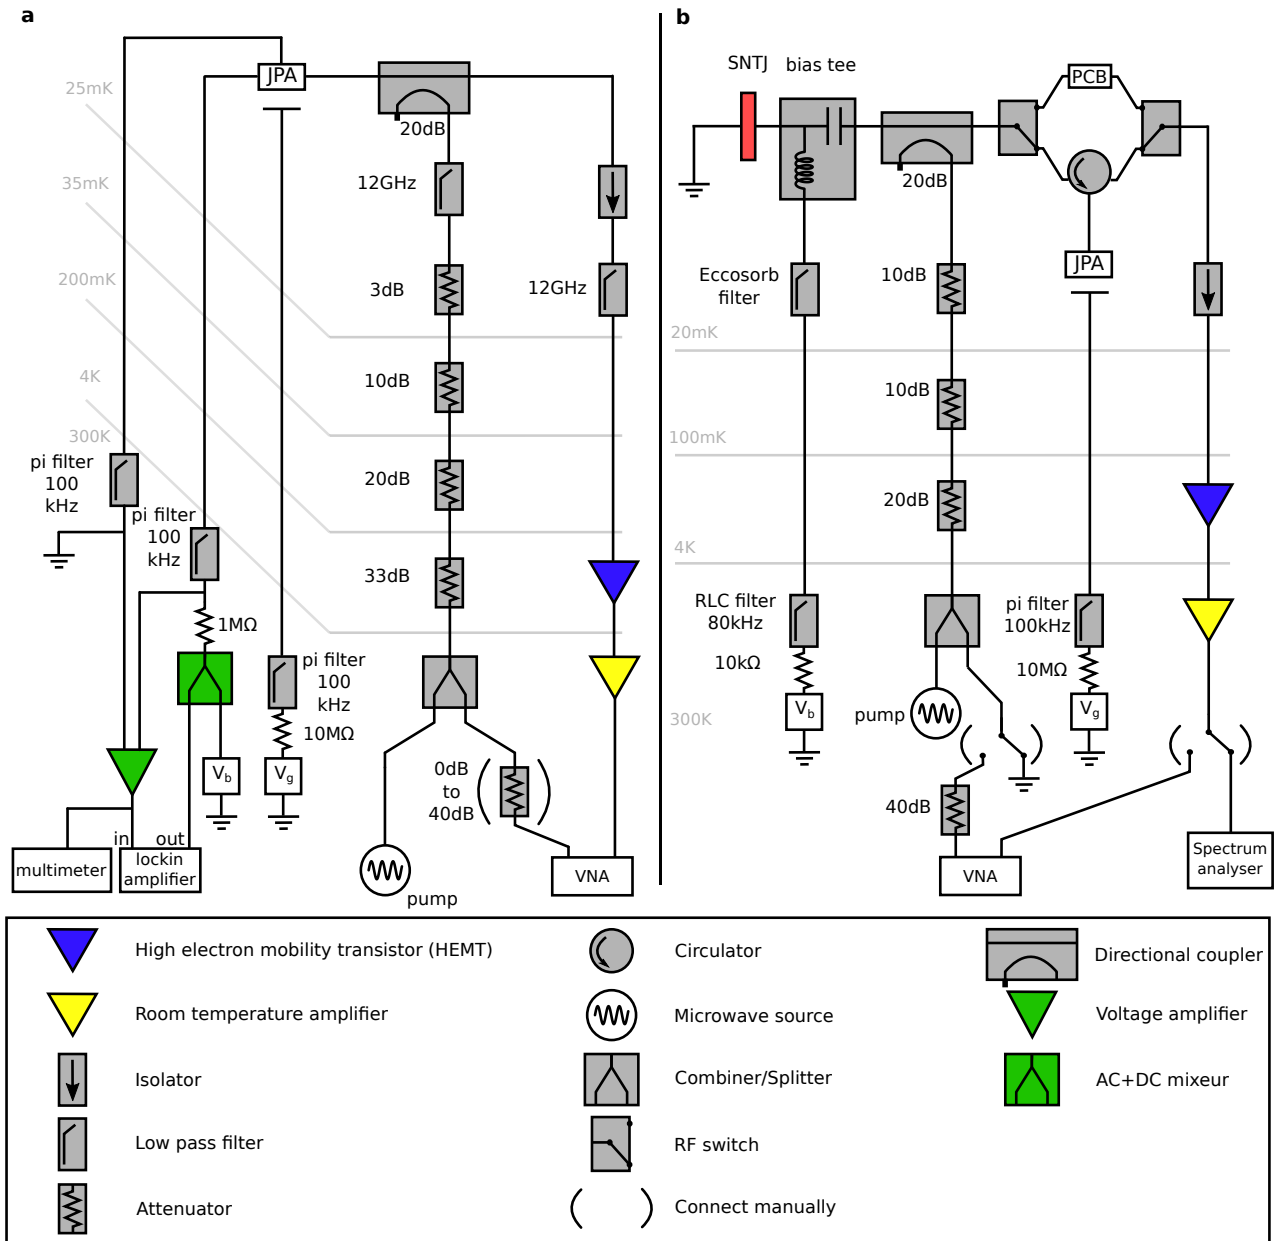 a
25mK
35mK
200mK
4K
300K
JPA
20dB
12GHz
3dB
12GHz
10dB
20dB
33dB
pi filter
100
kHz
pi filter
100
kHz
1MΩ
pi filter
100
kHz
10MΩ
Vb
Vg
0dB
to
40dB
in
out
multimeter
lockin
amplifier
pump
VNA
b
SNTJ
bias tee
PCB
20dB
JPA
Eccosorb
filter
10dB
20mK
10dB
100mK
20dB
4K
RLC filter
80kHz
10kΩ
Vb
pump
pi filter
100kHz
10MΩ
Vg
300K
40dB
VNA
Spectrum
analyser
High electron mobility transistor (HEMT)
Room temperature amplifier
Isolator
Low pass filter
Attenuator
Circulator
Microwave source
Combiner/Splitter
RF switch
Connect manually
Directional coupler
Voltage amplifier
AC+DC mixeur